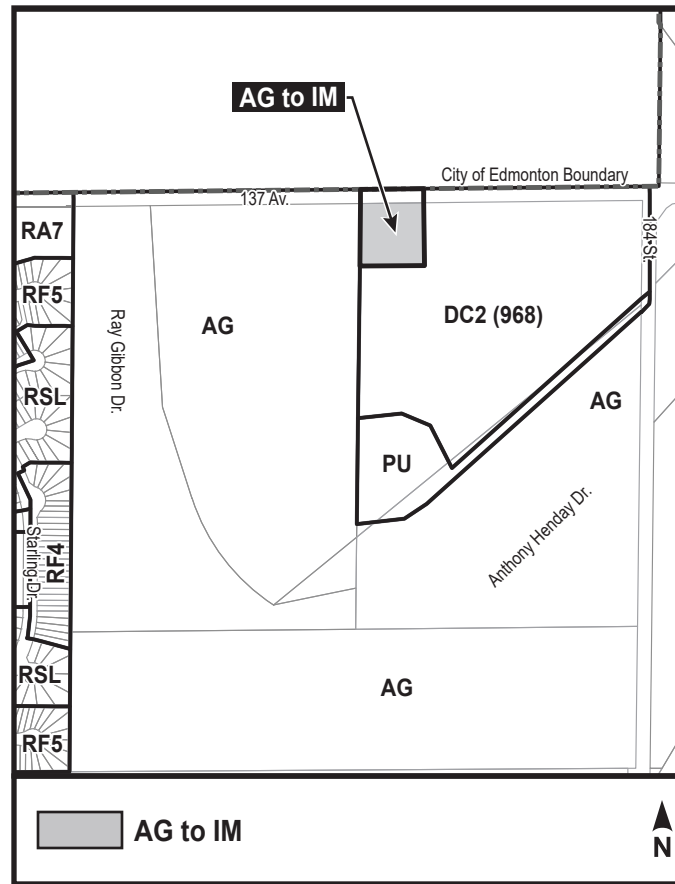 AG to IM
City of Edmonton Boundary
137 Av.
184 St.
RA7
RF5
Ray Gibbon Dr.
AG
DC2 (968)
RSL
AG
PU
RF4
Starling Dr.
Anthony Henday Dr.
RSL
AG
RF5
AG to IM
N